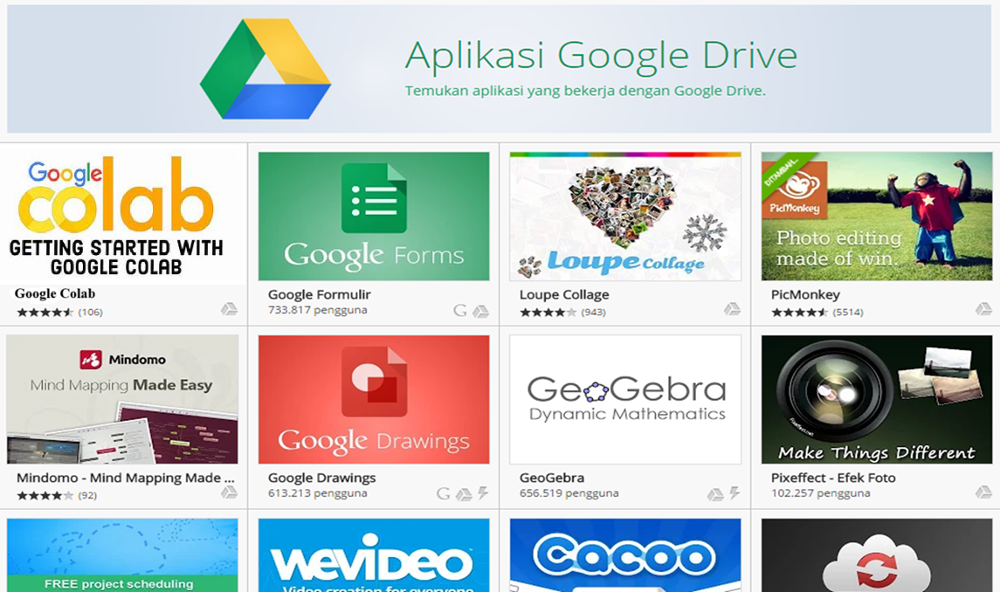 Aplikasi Google Drive
Temukan aplikasi yang bekerja dengan Google Drive.
Google
colab
GETTING STARTED WITH
GOOGLE COLAB
Google Colab
(106)
Google Forms
Google Formulir
733.817 pengguna
G
Loupe Collage
Loupe Collage
(943)
DITAMBAH...
PicMonkey
Photo editing
made of win.
PicMonkey
(5514)
Mindomo
Mind Mapping Made Easy
Mindomo - Mind Mapping Made ...
(92)
Google Drawings
Google Drawings
613.213 pengguna
G
GeoGebra
Dynamic Mathematics
GeoGebra
656.519 pengguna
Pixeffect.net
Make Things Different
Pixeffect - Efek Foto
102.257 pengguna
FREE project scheduling
WeVideo
Video creation for everyone
Cacoo